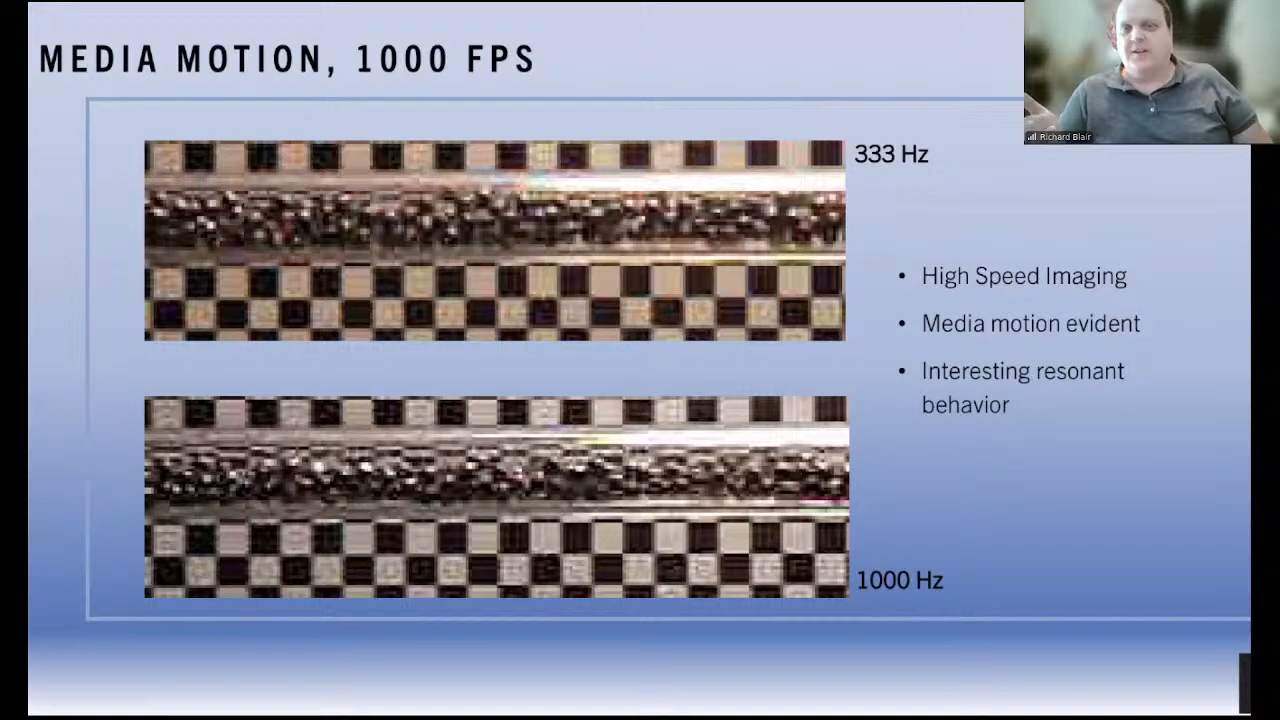 MEDIA MOTION, 1000 FPS
Richard Blair
333 Hz
• High Speed Imaging
• Media motion evident
• Interesting resonant
behavior
1000 Hz